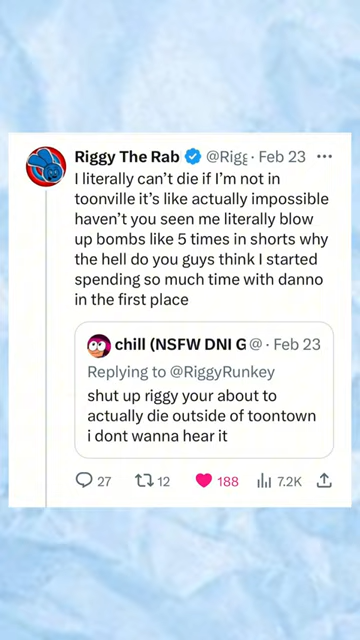 Riggy The Rab @Rigg · Feb 23
I literally can't die if I'm not in
toonville it's like actually impossible
haven't you seen me literally blow
up bombs like 5 times in shorts why
the hell do you guys think I started
spending so much time with danno
in the first place
chill (NSFW DNI G @ · Feb 23
Replying to @RiggyRunkey
shut up riggy your about to
actually die outside of toontown
i dont wanna hear it
27 12 188 7.2K